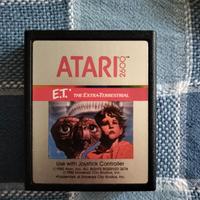 ATARI 2600
E.T. THE EXTRA-TERRESTRIAL
Use with Joystick Controller